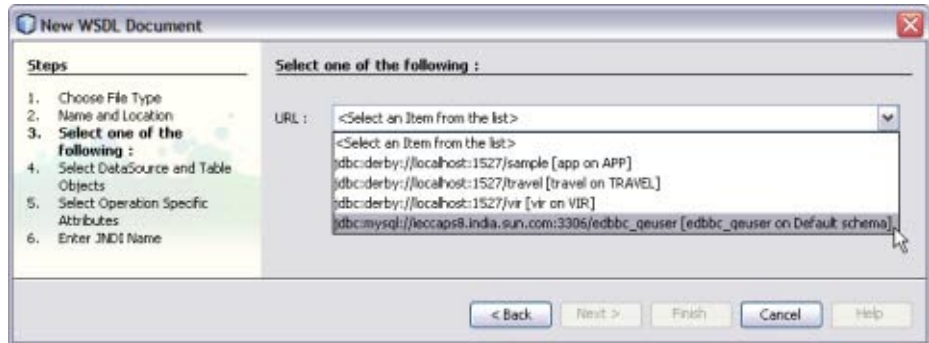 New WSDL Document
Steps
1. Choose File Type
2. Name and Location
3. Select one of the
following :
4. Select DataSource and Table
Objects
5. Select Operation Specific
Attributes
6. Enter JNDI Name
Select one of the following :
URL : <Select an Item from the list>
<Select an Item from the list>
jdbc:derby://localhost:1527/sample [app on APP]
jdbc:derby://localhost:1527/travel [travel on TRAVEL]
jdbc:derby://localhost:1527/vir [vir on VIR]
jdbc:mysql://ieccaps8.india.sun.com:3306/edbbc_qeuser [edbbc_qeuser on Default schema]
< Back Next > Finish Cancel Help